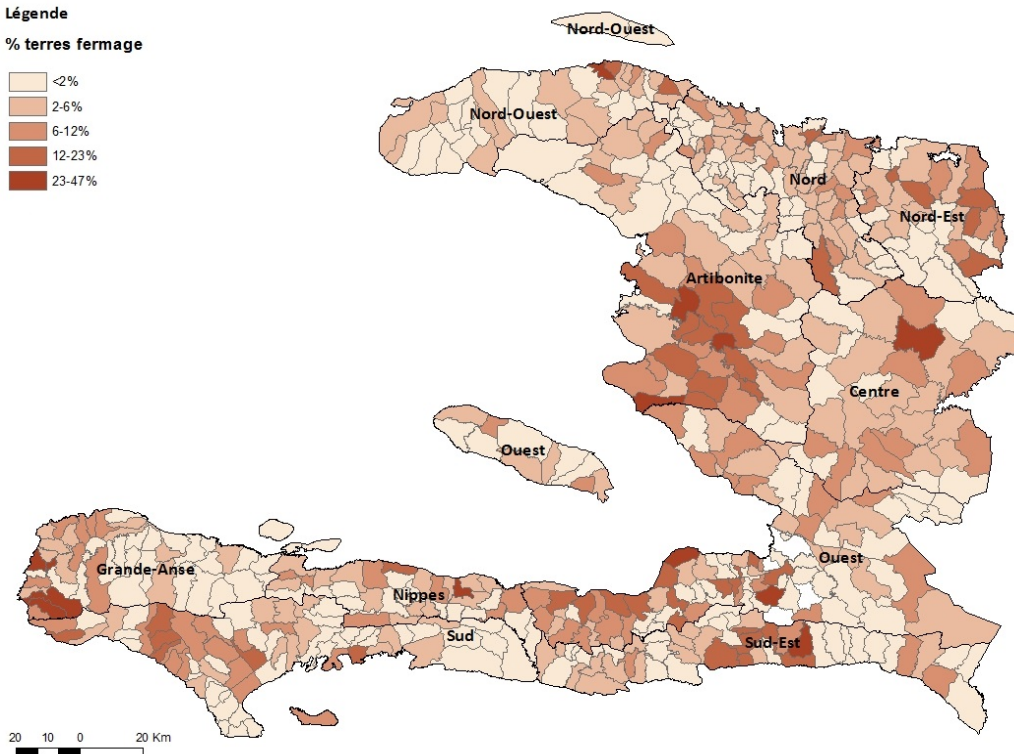 Légende
% terres fermage
<2%
2-6%
6-12%
12-23%
23-47%
Nord-Ouest
Nord-Ouest
Nord
Nord-Est
Artibonite
Centre
Ouest
Ouest
Grande-Anse
Nippes
Sud
Sud-Est
20 10 0 20 Km